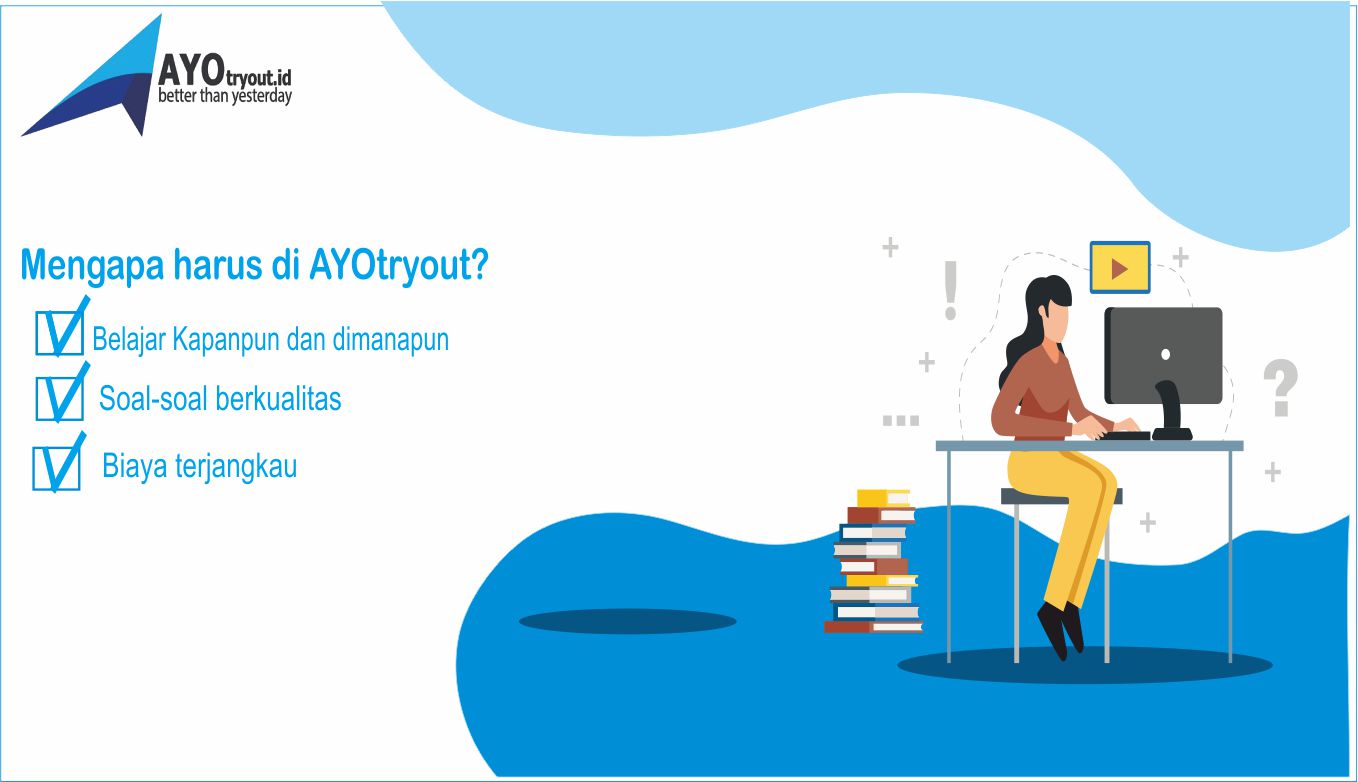 AYOtryout.id
better than yesterday
Mengapa harus di AYOtryout?
Belajar Kapanpun dan dimanapun
Soal-soal berkualitas
Biaya terjangkau